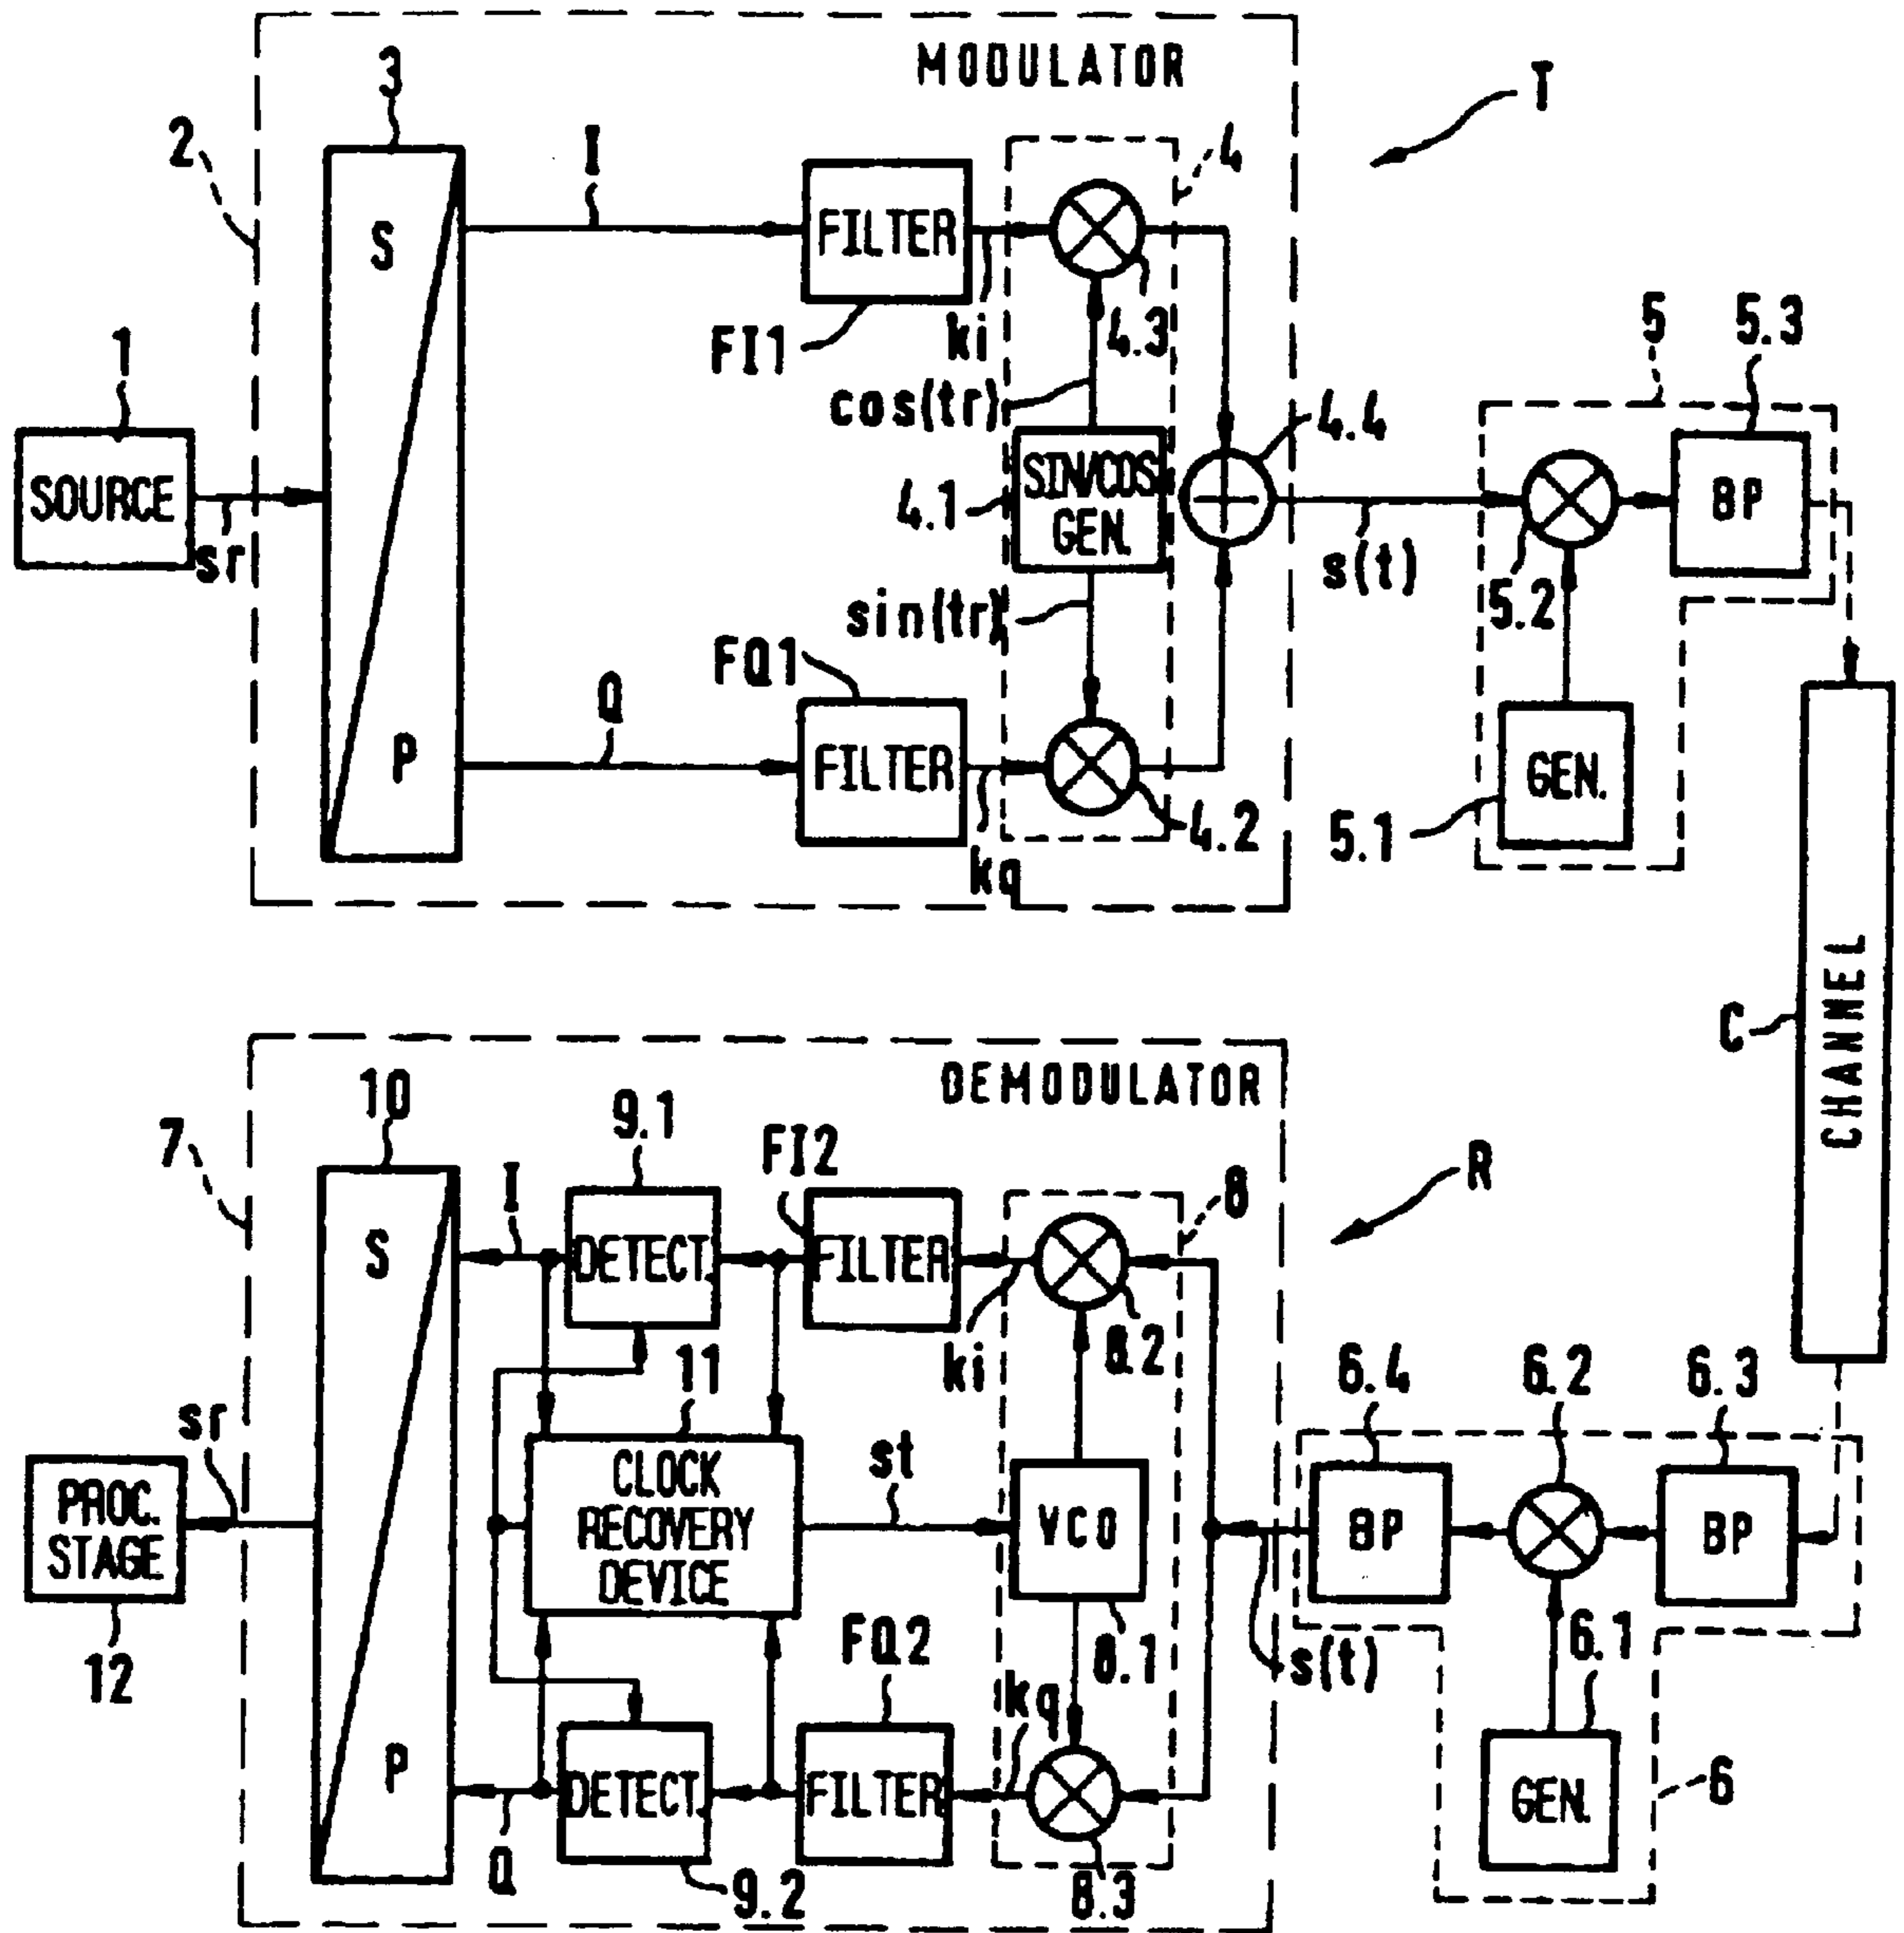 MODULATOR
T
3
2
I
4
S
FILTER
FI1
ki
4.3
cos(tr)
1
SOURCE
sr
4.1
SIN/COS
GEN.
4.4
5
5.3
BP
5.2
s(t)
sin(tr)
FQ1
Q
P
FILTER
kq
4.2
GEN.
5.1
C
CHANNEL
DEMODULATOR
R
10
7
9.1
FI2
I
8
S
DETECT.
FILTER
ki
8.2
11
sr
PROC.
STAGE
12
CLOCK
RECOVERY
DEVICE
st
VCO
8.1
6.4
6.2
6.3
BP
BP
s(t)
6.1
FQ2
kq
P
Q
DETECT.
9.2
FILTER
8.3
GEN.
6